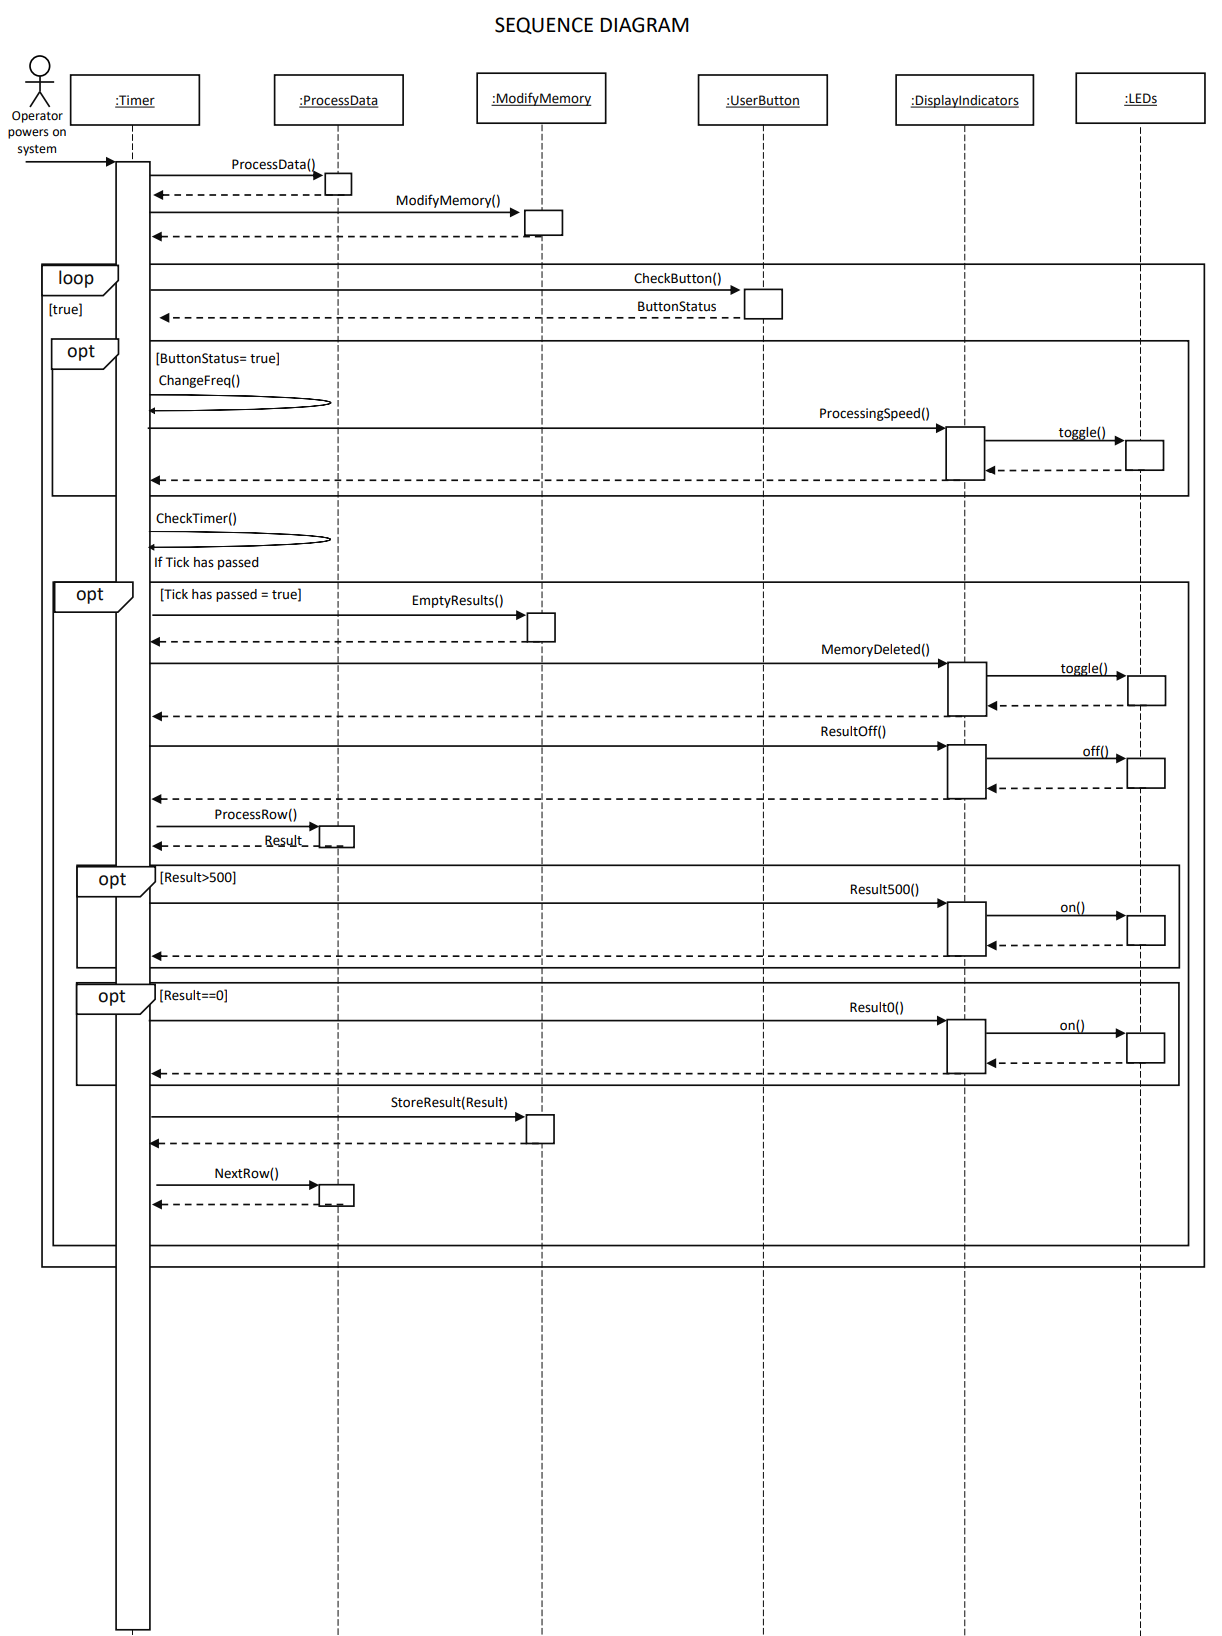 SEQUENCE DIAGRAM
Operator
powers on
system
:Timer
:ProcessData
:ModifyMemory
:UserButton
:DisplayIndicators
:LEDs
ProcessData()
ModifyMemory()
loop
[true]
CheckButton()
ButtonStatus
opt
[ButtonStatus= true]
ChangeFreq()
ProcessingSpeed()
toggle()
CheckTimer()
If Tick has passed
opt
[Tick has passed = true]
EmptyResults()
MemoryDeleted()
toggle()
ResultOff()
off()
ProcessRow()
Result
opt
[Result>500]
Result500()
on()
opt
[Result==0]
Result0()
on()
StoreResult(Result)
NextRow()